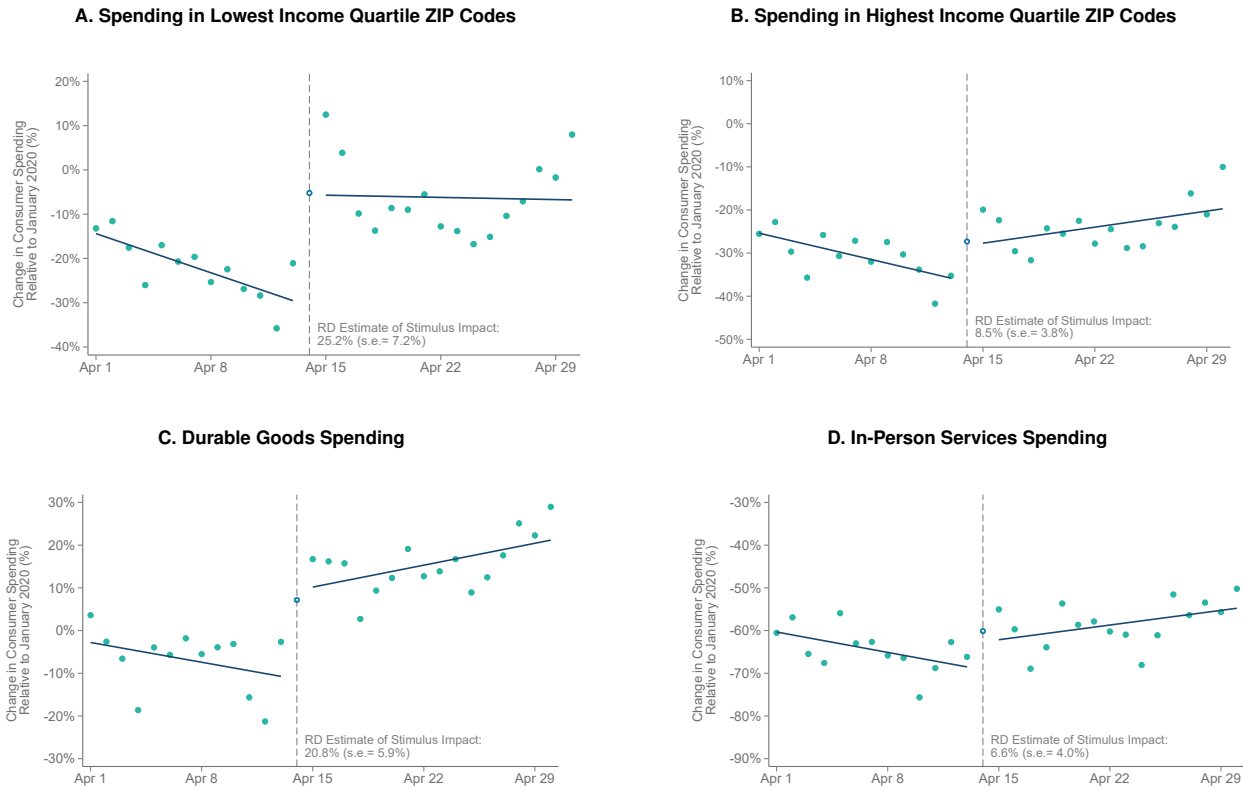 A. Spending in Lowest Income Quartile ZIP Codes
Change in Consumer Spending
Relative to January 2020 (%)
20%
10%
0%
-10%
-20%
-30%
-40%
RD Estimate of Stimulus Impact:
25.2% (s.e.= 7.2%)
Apr 1
Apr 8
Apr 15
Apr 22
Apr 29
B. Spending in Highest Income Quartile ZIP Codes
Change in Consumer Spending
Relative to January 2020 (%)
10%
0%
-10%
-20%
-30%
-40%
-50%
RD Estimate of Stimulus Impact:
8.5% (s.e.= 3.8%)
Apr 1
Apr 8
Apr 15
Apr 22
Apr 29
C. Durable Goods Spending
Change in Consumer Spending
Relative to January 2020 (%)
30%
20%
10%
0%
-10%
-20%
-30%
RD Estimate of Stimulus Impact:
20.8% (s.e.= 5.9%)
Apr 1
Apr 8
Apr 15
Apr 22
Apr 29
D. In-Person Services Spending
Change in Consumer Spending
Relative to January 2020 (%)
-30%
-40%
-50%
-60%
-70%
-80%
-90%
RD Estimate of Stimulus Impact:
6.6% (s.e.= 4.0%)
Apr 1
Apr 8
Apr 15
Apr 22
Apr 29